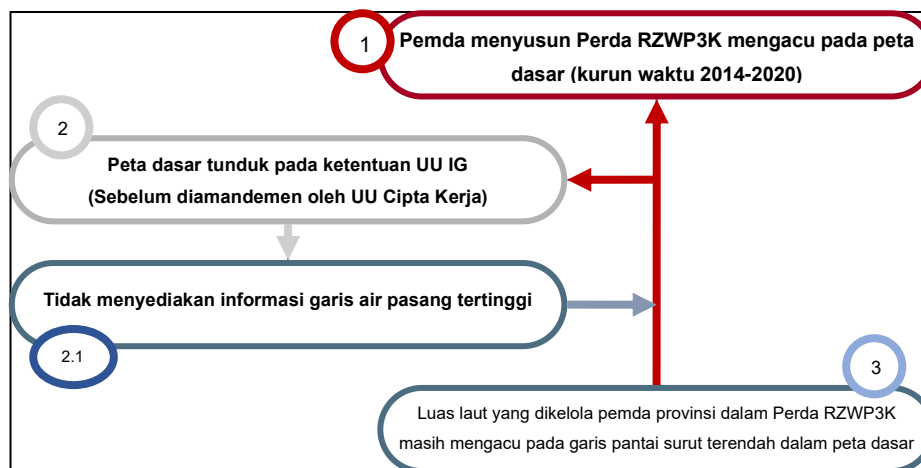 1
Pemda menyusun Perda RZWP3K mengacu pada peta
dasar (kurun waktu 2014-2020)
2
Peta dasar tunduk pada ketentuan UU IG
(Sebelum diamandemen oleh UU Cipta Kerja)
Tidak menyediakan informasi garis air pasang tertinggi
2.1
3
Luas laut yang dikelola pemda provinsi dalam Perda RZWP3K
masih mengacu pada garis pantai surut terendah dalam peta dasar